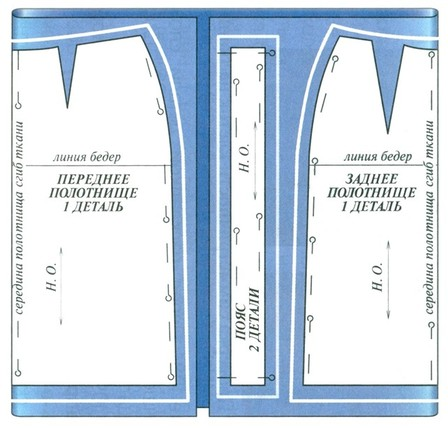 середина полотнища сгиб ткани
линия бедер
ПЕРЕДНЕЕ
ПОЛОТНИЩЕ
1 ДЕТАЛЬ
Н. О.
Н. О.
ПОЯС
2 ДЕТАЛИ
линия бедер
ЗАДНЕЕ
ПОЛОТНИЩЕ
1 ДЕТАЛЬ
Н. О.
середина полотнища сгиб ткани